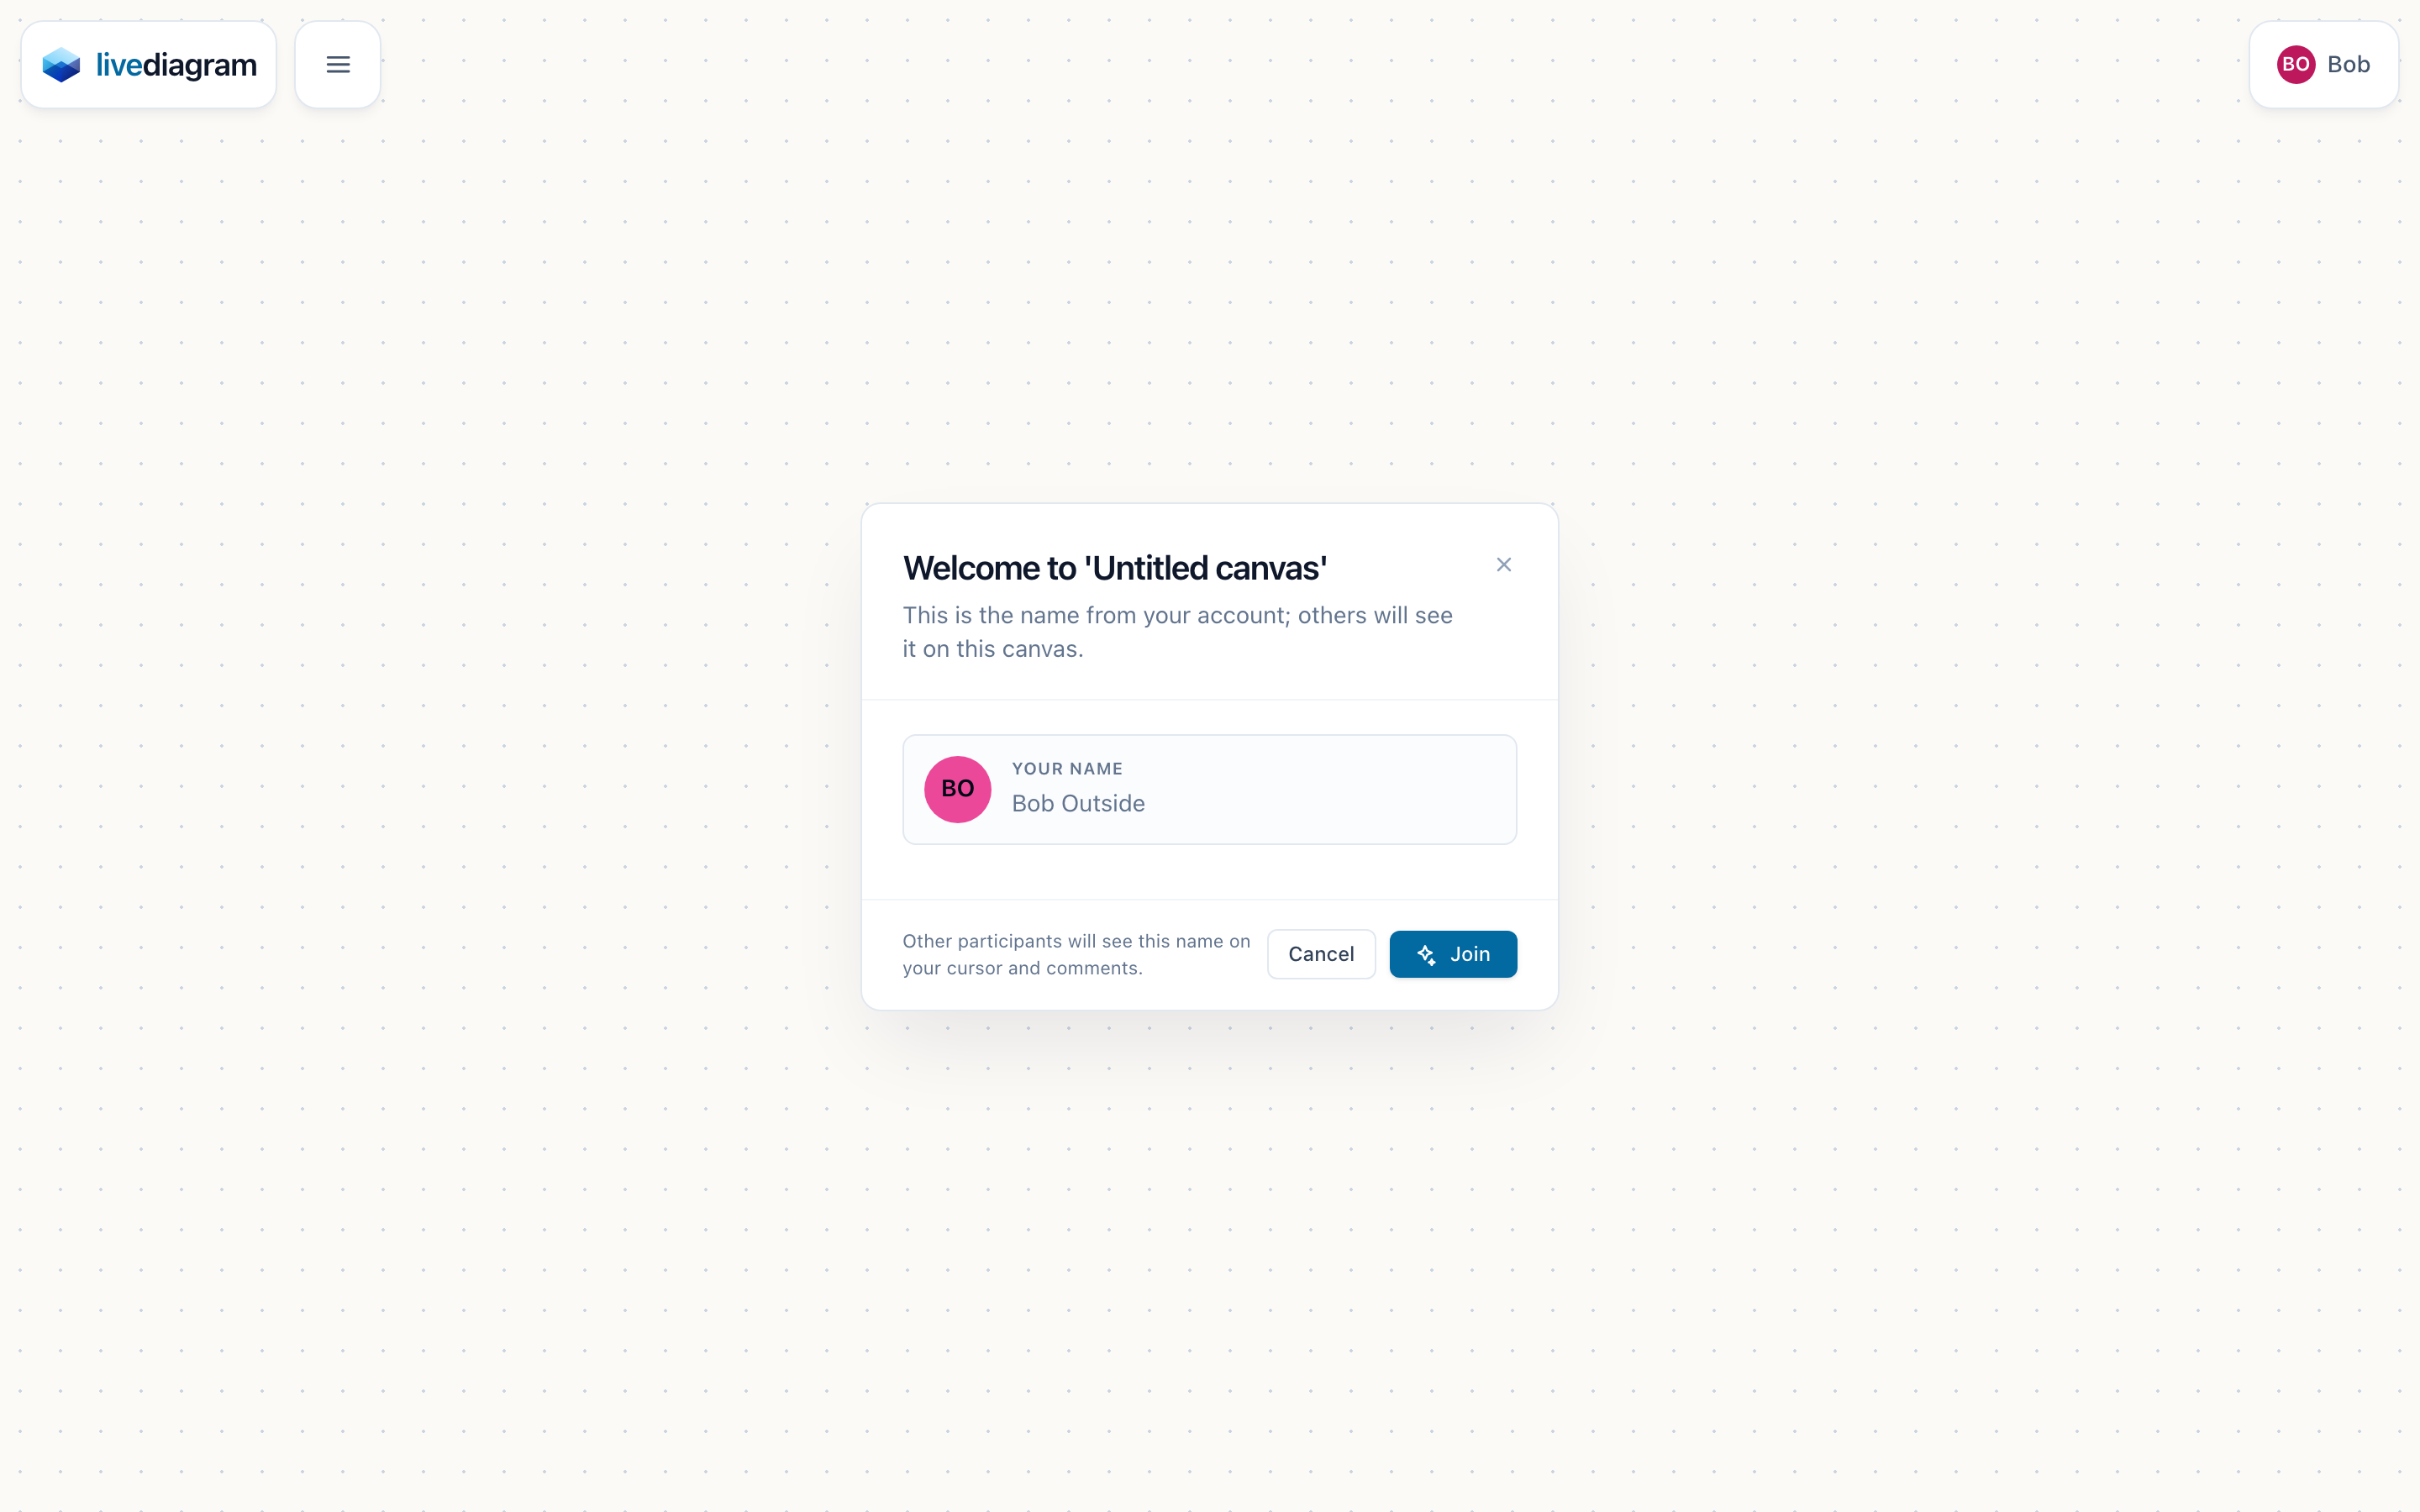 livediagram
BO Bob
Welcome to 'Untitled canvas'
This is the name from your account; others will see
it on this canvas.
BO
YOUR NAME
Bob Outside
Other participants will see this name on
your cursor and comments.
Cancel
Join